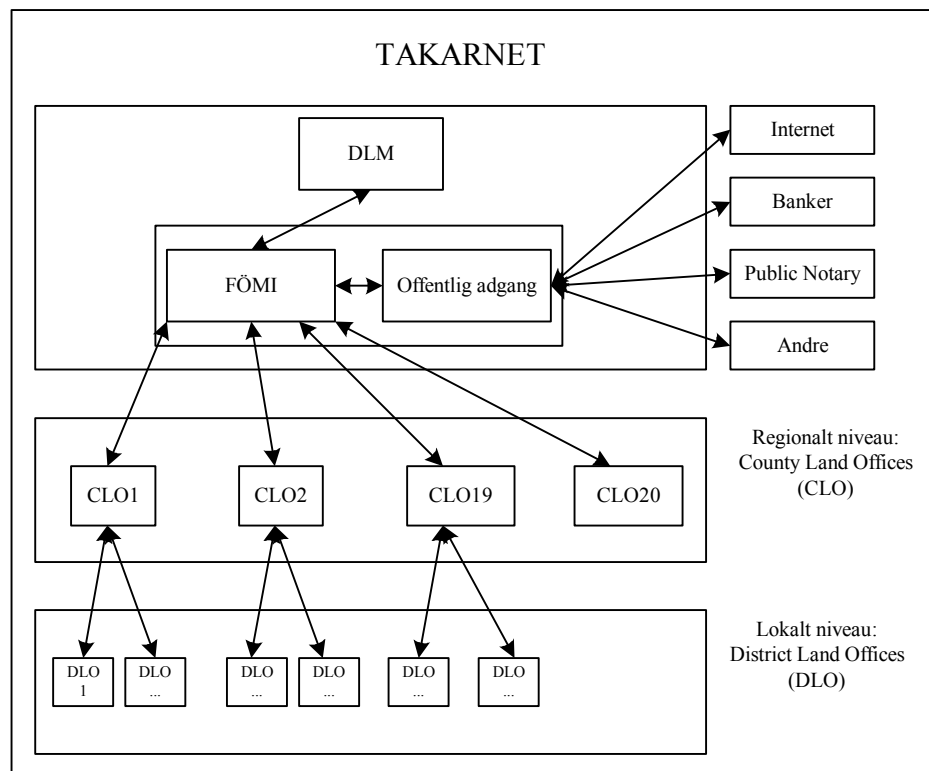 TAKARNET
DLM
FÖMI
Offentlig adgang
Internet
Banker
Public Notary
Andre
Regionalt niveau:
County Land Offices
(CLO)
CLO1
CLO2
CLO19
CLO20
Lokalt niveau:
District Land Offices
(DLO)
DLO
1
DLO
...
DLO
...
DLO
...
DLO
...
DLO
...